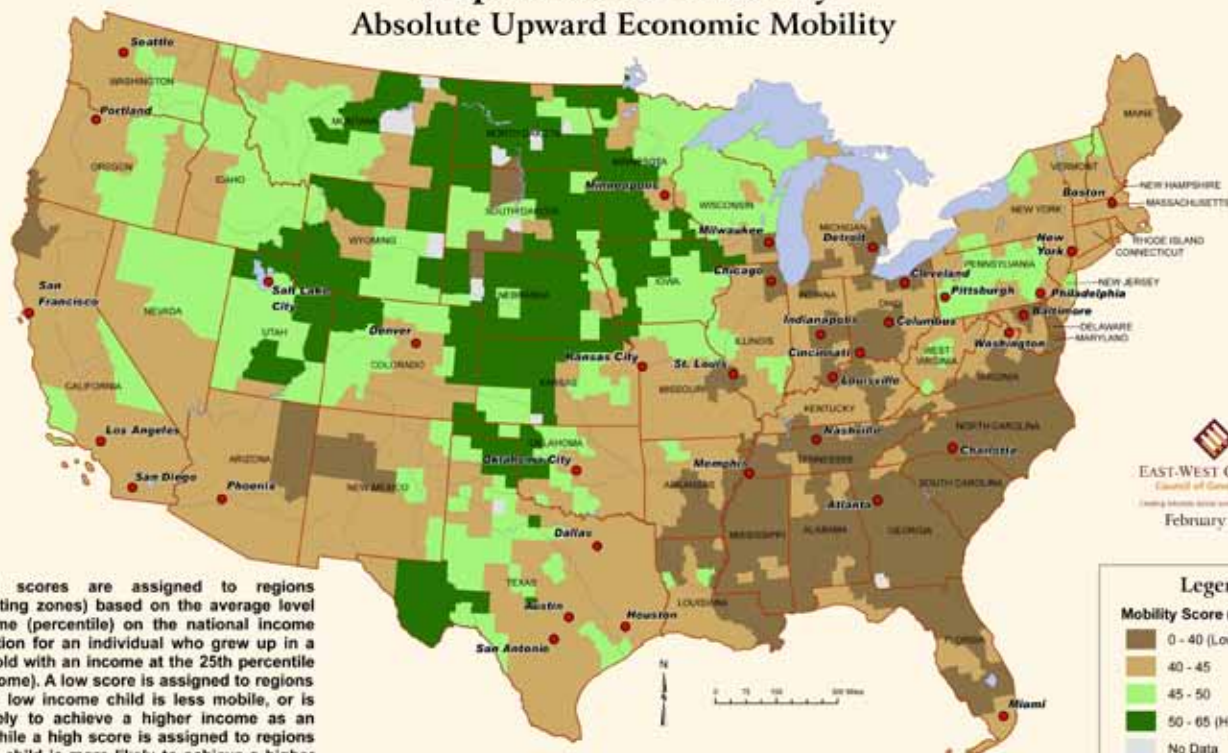 Absolute Upward Economic Mobility
Seattle
WASHINGTON
Portland
OREGON
IDAHO
MONTANA
NORTH DAKOTA
MINNESOTA
Minneapolis
SOUTH DAKOTA
WISCONSIN
WYOMING
Milwaukee
MICHIGAN
Detroit
MAINE
VERMONT
Boston
NEW HAMPSHIRE
MASSACHUSETTS
NEW YORK
RHODE ISLAND
CONNECTICUT
New
York
San
Francisco
NEVADA
Salt Lake
City
UTAH
Denver
COLORADO
NEBRASKA
IOWA
Chicago
INDIANA
OHIO
Cleveland
PENNSYLVANIA
Pittsburgh
NEW JERSEY
Philadelphia
Baltimore
DELAWARE
MARYLAND
Washington
Indianapolis
Columbus
Cincinnati
WEST
VIRGINIA
VIRGINIA
ILLINOIS
Kansas City
KANSAS
St. Louis
MISSOURI
Louisville
KENTUCKY
CALIFORNIA
Los Angeles
San Diego
ARIZONA
Phoenix
NEW MEXICO
OKLAHOMA
Oklahoma City
ARKANSAS
Memphis
Nashville
TENNESSEE
NORTH CAROLINA
Charlotte
SOUTH CAROLINA
Atlanta
GEORGIA
ALABAMA
MISSISSIPPI
LOUISIANA
Dallas
TEXAS
Austin
Houston
San Antonio
FLORIDA
Miami
N
EAST-WEST
February
scores are assigned to regions
zones) based on the average level
(percentile) on the national income
for an individual who grew up in a
with an income at the 25th percentile
A low score is assigned to regions
low income child is less mobile, or is
to achieve a higher income as an
while a high score is assigned to regions
child is more likely to achieve a higher
Mobility Score
0 - 40
40 - 45
45 - 50
50 - 65
No Data